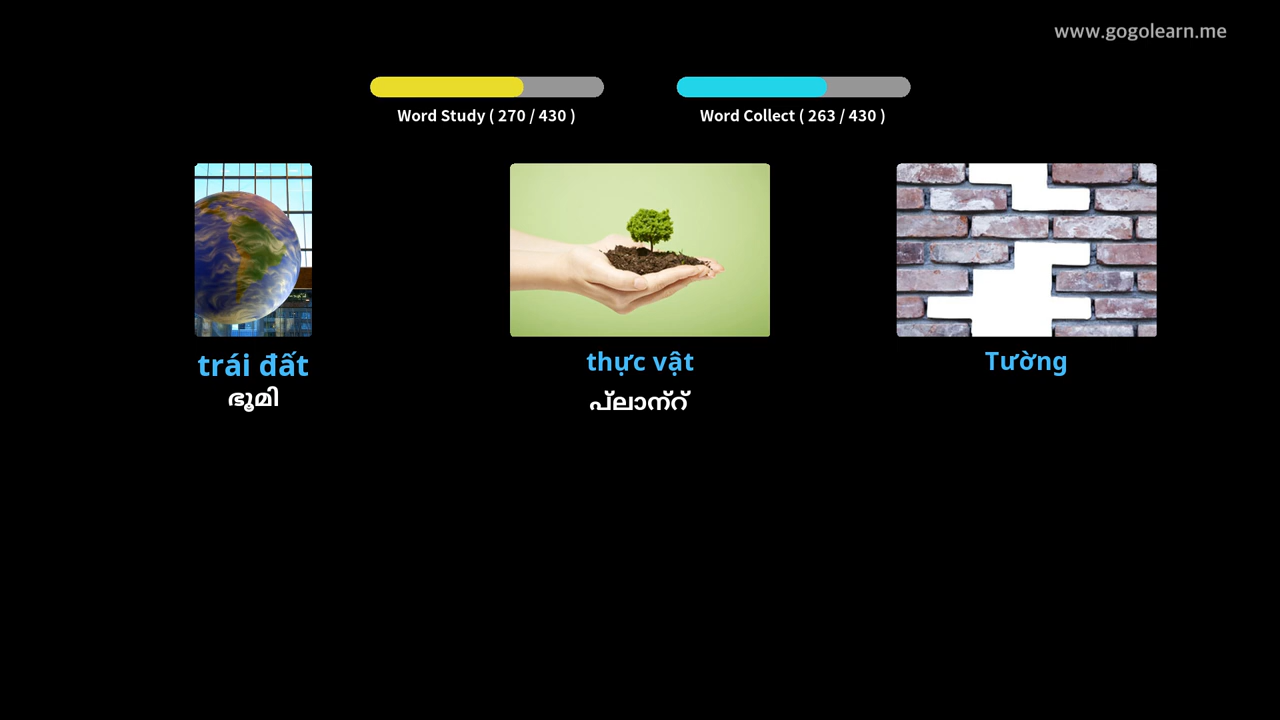 www.gogolearn.me
Word Study ( 270 / 430 )
Word Collect ( 263 / 430 )
trái đất
ഭൂമി
thực vật
പ്ലാന്റ്
Tường